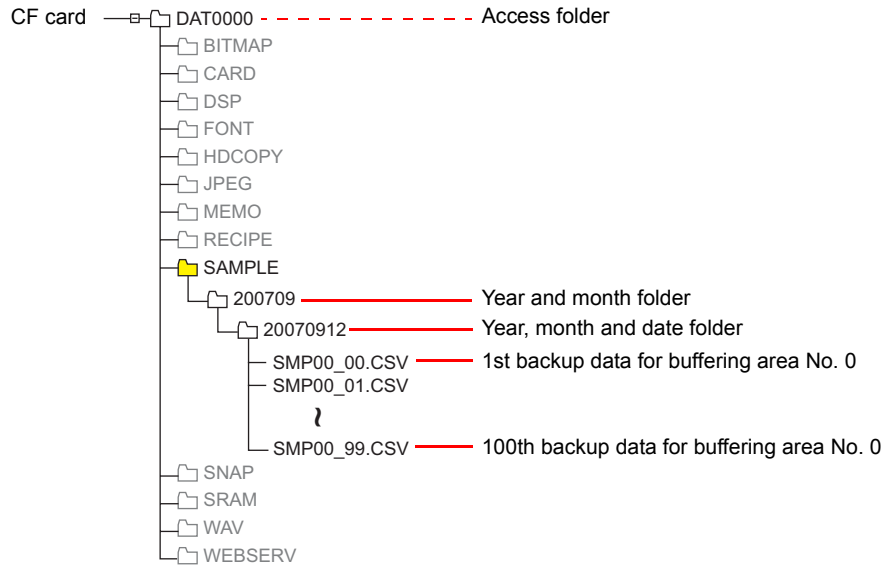 CF card DAT0000 Access folder
BITMAP
CARD
DSP
FONT
HDCOPY
JPEG
MEMO
RECIPE
SAMPLE
200709 Year and month folder
20070912 Year, month and date folder
SMP00_00.CSV 1st backup data for buffering area No. 0
SMP00_01.CSV
~
SMP00_99.CSV 100th backup data for buffering area No. 0
SNAP
SRAM
WAV
WEBSERV